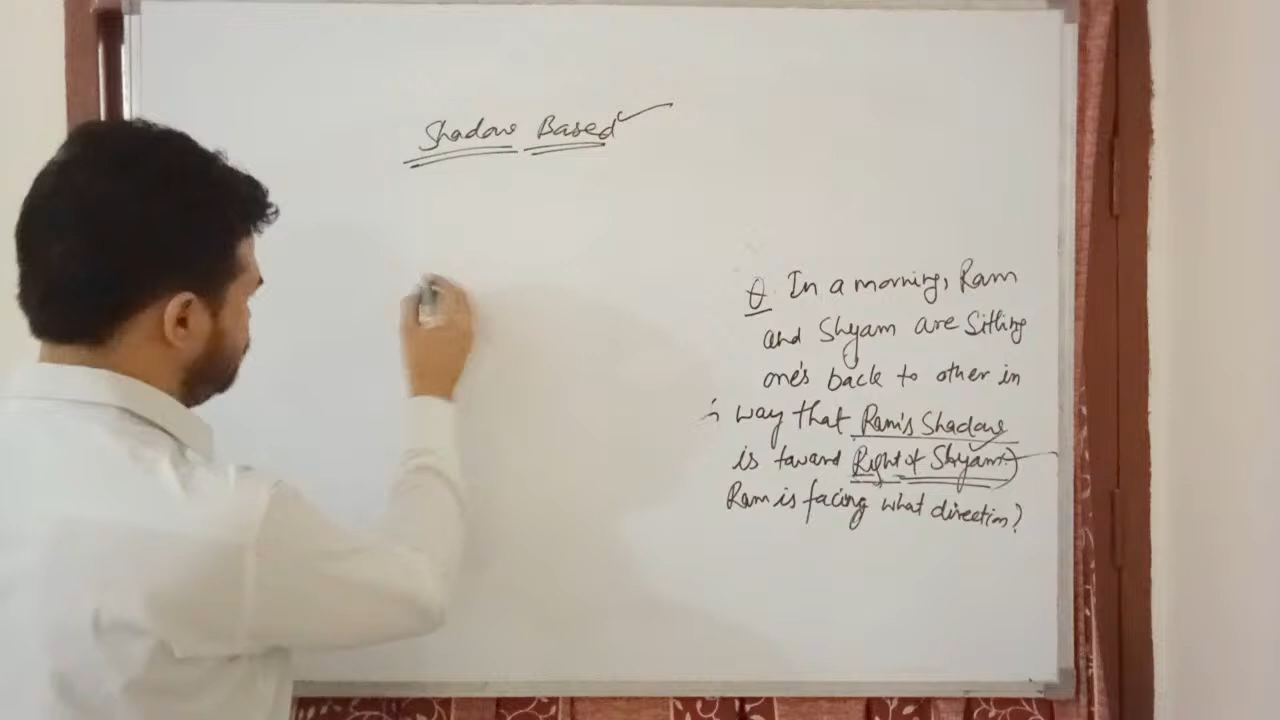 Shadow Based
Q. In a morning, Ram
and Shyam are Sitting
one's back to other in
way that Ram's Shadow
is toward Right of Shyam.
Ram is facing what direction?